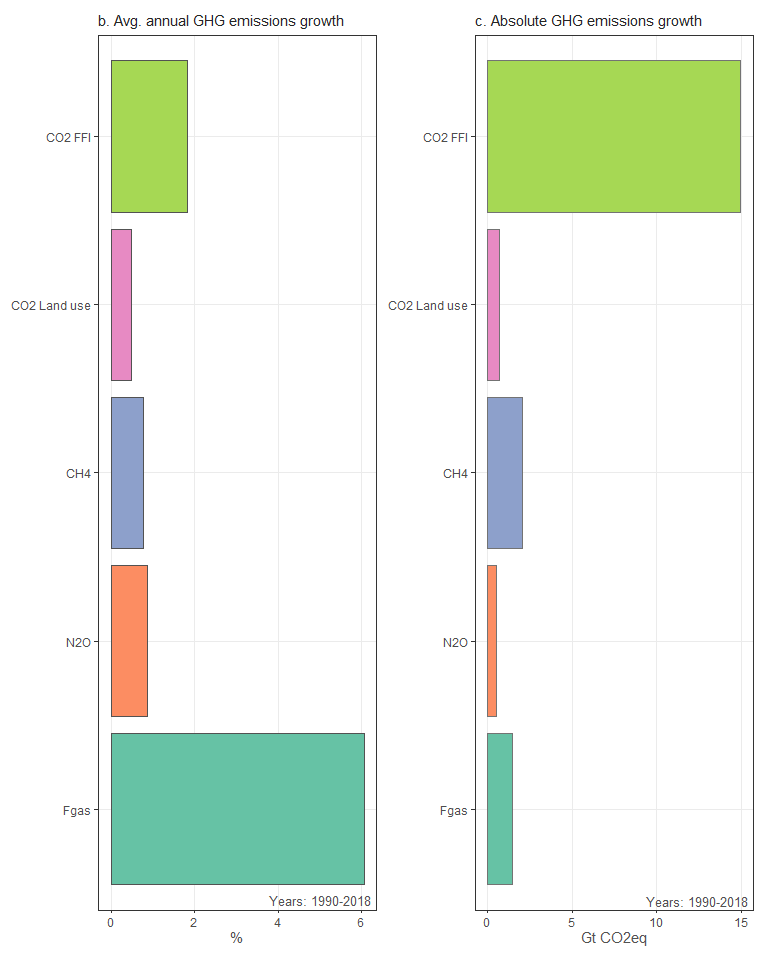 b. Avg. annual GHG emissions growth
CO2 FFI
CO2 Land use
CH4
N2O
Fgas
Years: 1990-2018
0 2 4 6
%
c. Absolute GHG emissions growth
CO2 FFI
CO2 Land use
CH4
N2O
Fgas
Years: 1990-2018
0 5 10 15
Gt CO2eq